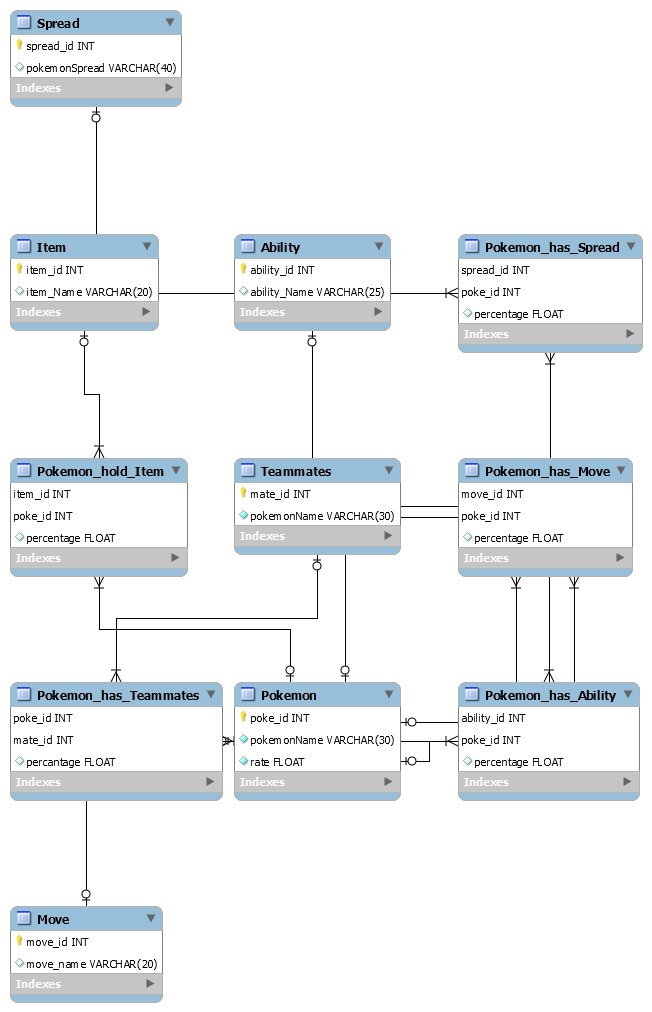 Spread
spread_id INT
pokemonSpread VARCHAR(40)
Indexes
Item
item_id INT
item_Name VARCHAR(20)
Indexes
Ability
ability_id INT
ability_Name VARCHAR(25)
Indexes
Pokemon_has_Spread
spread_id INT
poke_id INT
percentage FLOAT
Indexes
Pokemon_hold_Item
item_id INT
poke_id INT
percentage FLOAT
Indexes
Teammates
mate_id INT
pokemonName VARCHAR(30)
Indexes
Pokemon_has_Move
move_id INT
poke_id INT
percentage FLOAT
Indexes
Pokemon_has_Teammates
poke_id INT
mate_id INT
percantage FLOAT
Indexes
Pokemon
poke_id INT
pokemonName VARCHAR(30)
rate FLOAT
Indexes
Pokemon_has_Ability
ability_id INT
poke_id INT
percentage FLOAT
Indexes
Move
move_id INT
move_name VARCHAR(20)
Indexes